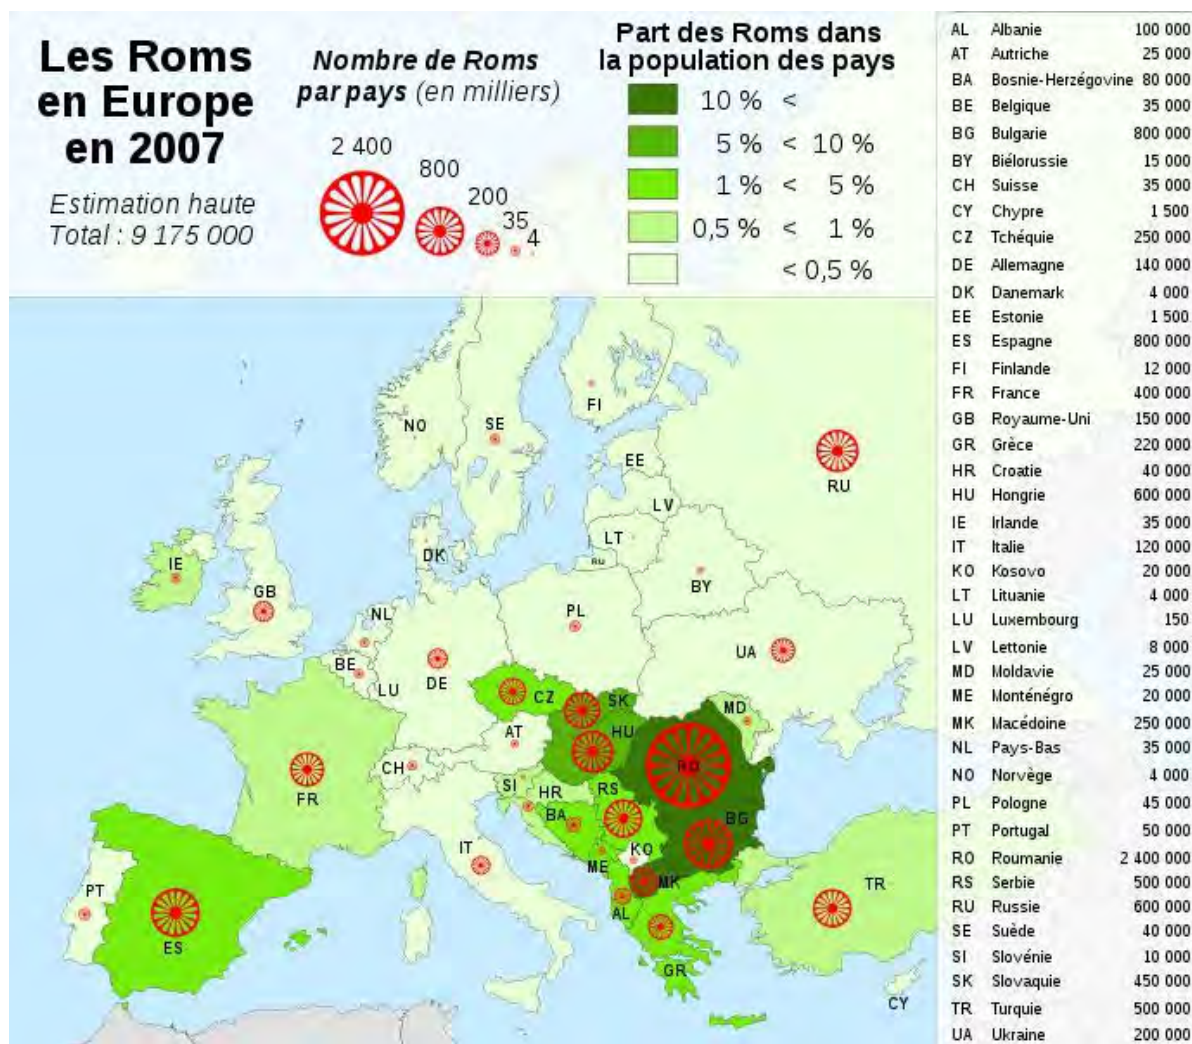 Les Roms
en Europe
en 2007
Estimation haute
Total : 9 175 000
Nombre de Roms
par pays (en milliers)
2 400
800
200
35
4
Part des Roms dans
la population des pays
10 % <
5 % < 10 %
1 % < 5 %
0,5 % < 1 %
< 0,5 %
AL Albanie 100 000
AT Autriche 25 000
BA Bosnie-Herzégovine 80 000
BE Belgique 35 000
BG Bulgarie 800 000
BY Biélorussie 15 000
CH Suisse 35 000
CY Chypre 1 500
CZ Tchéquie 250 000
DE Allemagne 140 000
DK Danemark 4 000
EE Estonie 1 500
ES Espagne 800 000
FI Finlande 12 000
FR France 400 000
GB Royaume-Uni 150 000
GR Grèce 220 000
HR Croatie 40 000
HU Hongrie 600 000
IE Irlande 35 000
IT Italie 120 000
KO Kosovo 20 000
LT Lituanie 4 000
LU Luxembourg 150
LV Lettonie 8 000
MD Moldavie 25 000
ME Monténégro 20 000
MK Macédoine 250 000
NL Pays-Bas 35 000
NO Norvège 4 000
PL Pologne 45 000
PT Portugal 50 000
RO Roumanie 2 400 000
RS Serbie 500 000
RU Russie 600 000
SE Suède 40 000
SI Slovénie 10 000
SK Slovaquie 450 000
TR Turquie 500 000
UA Ukraine 200 000
FI
NO
SE
EE
RU
LV
LT
DK
RU
IE
BY
GB
NL
PL
UA
BE
DE
LU
CZ
SK
MD
AT
HU
CH
RO
SI
HR
RS
FR
BA
BG
IT
KO
ME
MK
PT
TR
AL
ES
GR
CY